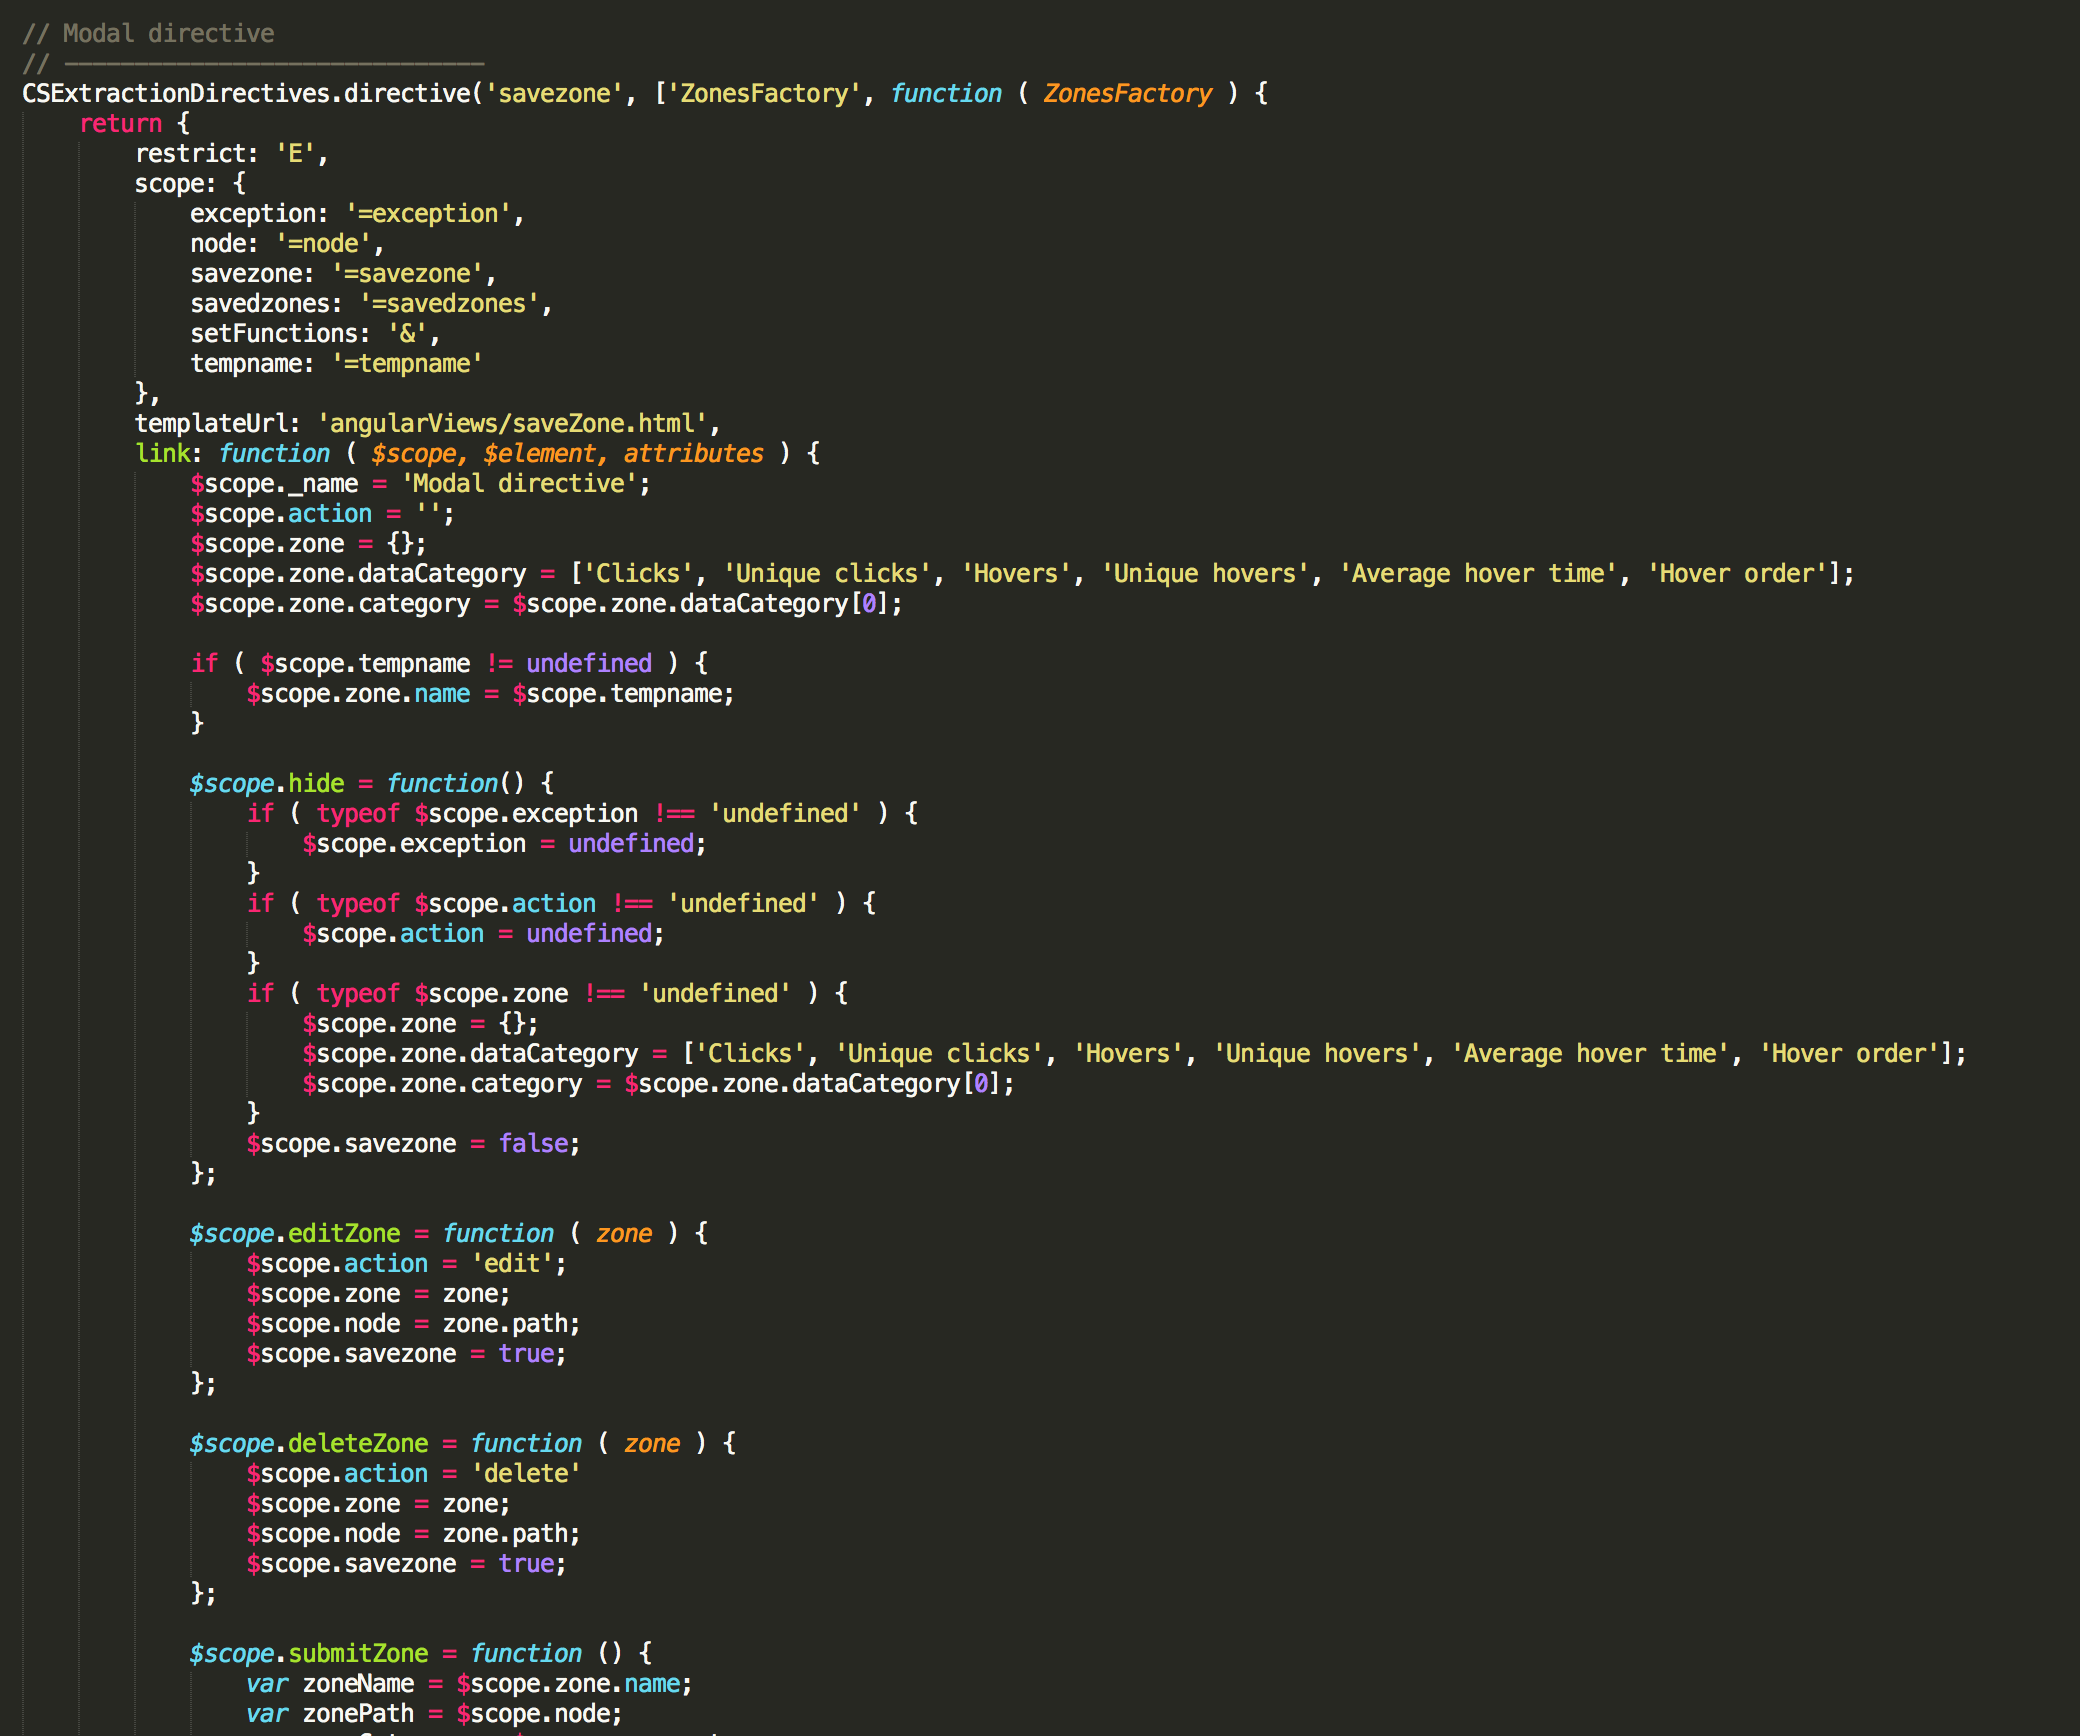 // Modal directive
// ——————————————————————————————
CSExtractionDirectives.directive('savezone', ['ZonesFactory', function ( ZonesFactory ) {
    return {
        restrict: 'E',
        scope: {
            exception: '=exception',
            node: '=node',
            savezone: '=savezone',
            savedzones: '=savedzones',
            setFunctions: '&',
            tempname: '=tempname'
        },
        templateUrl: 'angularViews/saveZone.html',
        link: function ( $scope, $element, attributes ) {
            $scope._name = 'Modal directive';
            $scope.action = '';
            $scope.zone = {};
            $scope.zone.dataCategory = ['Clicks', 'Unique clicks', 'Hovers', 'Unique hovers', 'Average hover time', 'Hover order'];
            $scope.zone.category = $scope.zone.dataCategory[0];

            if ( $scope.tempname != undefined ) {
                $scope.zone.name = $scope.tempname;
            }

            $scope.hide = function() {
                if ( typeof $scope.exception !== 'undefined' ) {
                    $scope.exception = undefined;
                }
                if ( typeof $scope.action !== 'undefined' ) {
                    $scope.action = undefined;
                }
                if ( typeof $scope.zone !== 'undefined' ) {
                    $scope.zone = {};
                    $scope.zone.dataCategory = ['Clicks', 'Unique clicks', 'Hovers', 'Unique hovers', 'Average hover time', 'Hover order'];
                    $scope.zone.category = $scope.zone.dataCategory[0];
                }
                $scope.savezone = false;
            };

            $scope.editZone = function ( zone ) {
                $scope.action = 'edit';
                $scope.zone = zone;
                $scope.node = zone.path;
                $scope.savezone = true;
            };

            $scope.deleteZone = function ( zone ) {
                $scope.action = 'delete'
                $scope.zone = zone;
                $scope.node = zone.path;
                $scope.savezone = true;
            };

            $scope.submitZone = function () {
                var zoneName = $scope.zone.name;
                var zonePath = $scope.node;